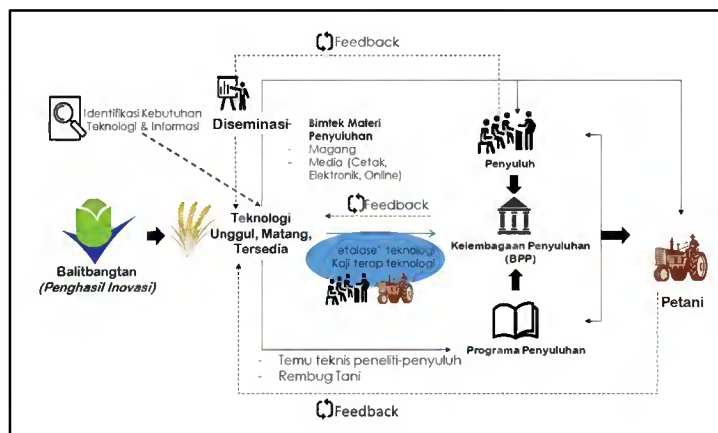 Feedback
Identifikasi Kebutuhan
Teknologi & Informasi
Diseminasi
- Bimtek Materi
Penyuluhan
- Magang
- Media (Cetak,
Elektronik, Online)
Penyuluh
Feedback
Balitbangtan
(Penghasil Inovasi)
Teknologi
Unggul, Matang,
Tersedia
etalase' teknologi
Kaji terap teknologi
Kelembagaan Penyuluhan
(BPP)
Petani
Programa Penyuluhan
- Temu teknis peneliti-penyuluh
- Rembug Tani
Feedback